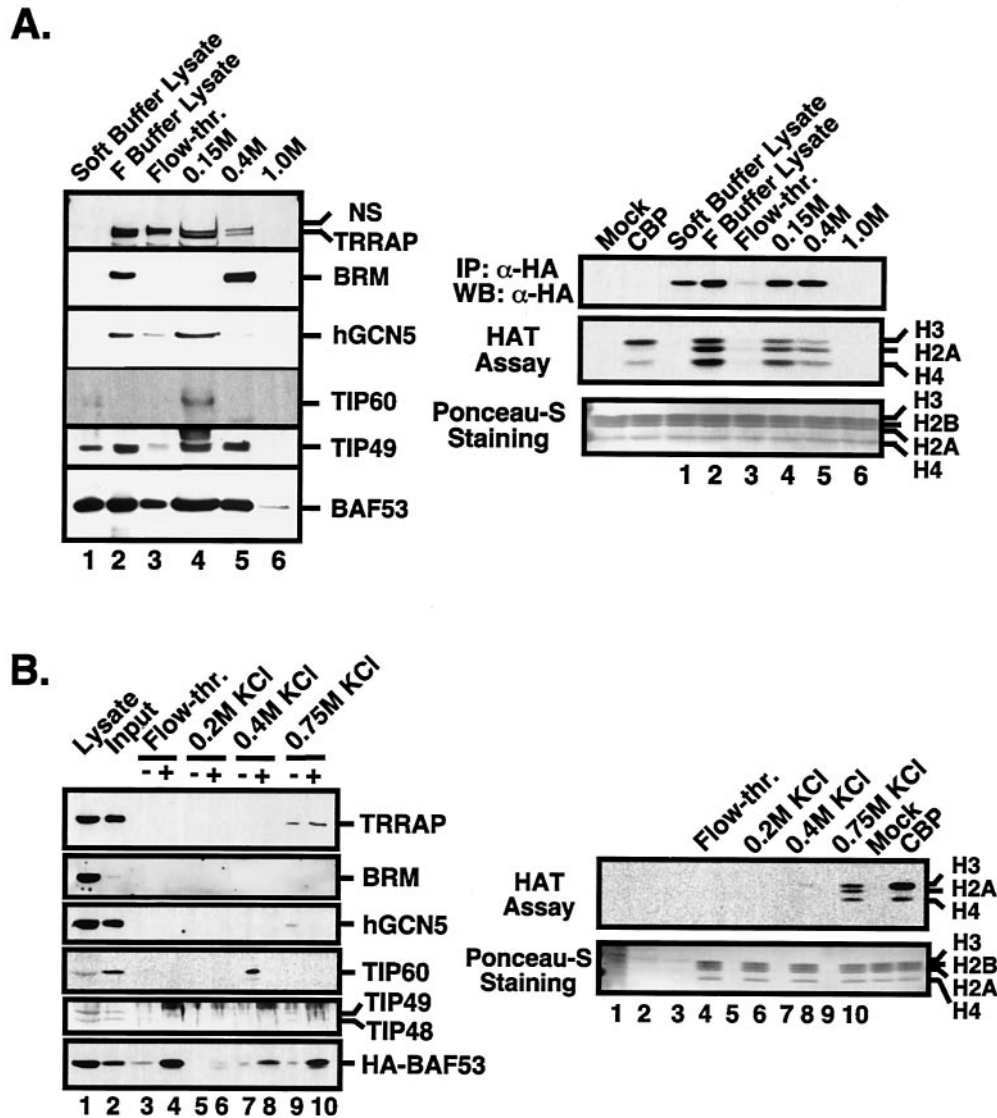 A.
Soft Buffer Lysate
F Buffer Lysate
Flow-thr.
0.15M
0.4M
1.0M
NS
TRRAP
BRM
hGCN5
TIP60
TIP49
BAF53
1 2 3 4 5 6
Mock
CBP
Soft Buffer Lysate
F Buffer Lysate
Flow-thr.
0.15M
0.4M
1.0M
IP: α-HA
WB: α-HA
HAT
Assay
H3
H2A
H4
Ponceau-S
Staining
H3
H2B
H2A
H4
1 2 3 4 5 6
B.
Lysate
Input
Flow-thr.
0.2M KCl
0.4M KCl
0.75M KCl
- + - + - + - +
TRRAP
BRM
hGCN5
TIP60
TIP49
TIP48
HA-BAF53
1 2 3 4 5 6 7 8 9 10
Flow-thr.
0.2M KCl
0.4M KCl
0.75M KCl
Mock
CBP
HAT
Assay
H3
H2A
H4
Ponceau-S
Staining
H3
H2B
H2A
H4
1 2 3 4 5 6 7 8 9 10